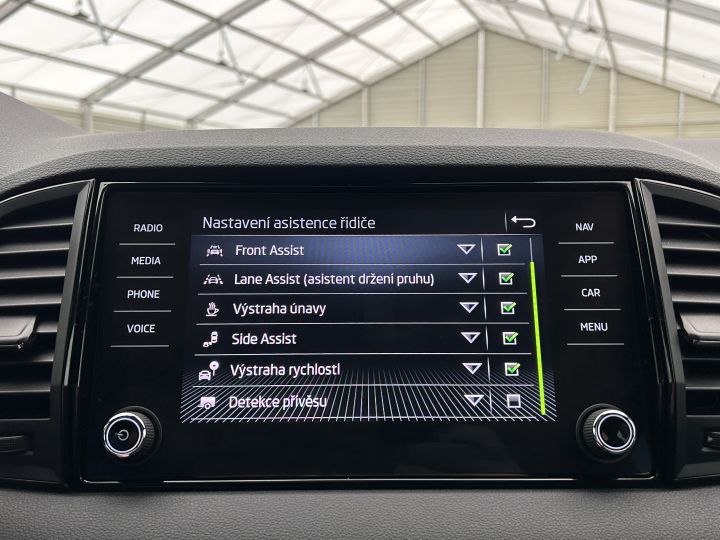 Nastavení asistence řidiče
RADIO
MEDIA
PHONE
VOICE
Front Assist
Lane Assist (asistent držení pruhu)
Výstraha únavy
Side Assist
Výstraha rychlosti
Detekce přívěsu
NAV
APP
CAR
MENU